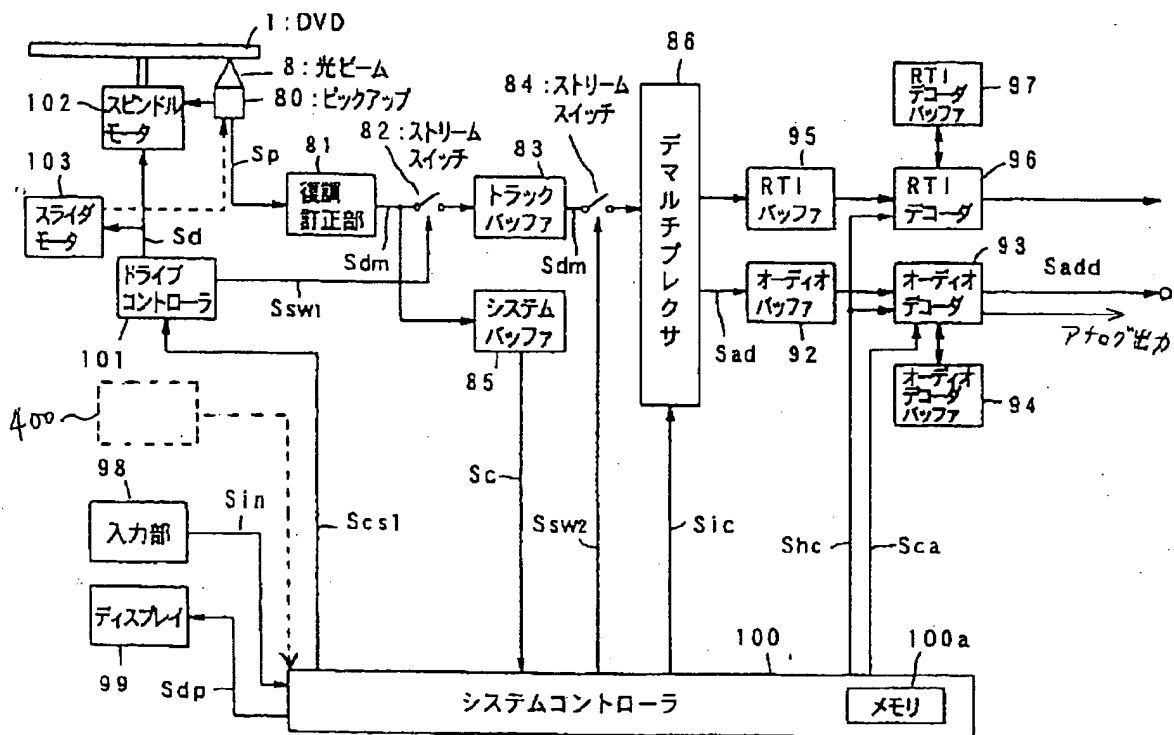 1:DVD
8:光ビーム
80:ピックアップ
102
スピンドル
モータ
103
スライダ
モータ
Sd
Sp
81
復調
訂正部
Sdm
82:ストリーム
スイッチ
83
トラック
バッファ
Sdm
84:ストリーム
スイッチ
86
デマルチプレクサ
95
RTI
バッファ
RTI
デコーダ
バッファ
97
96
RTI
デコーダ
ドライブ
コントローラ
101
Ssw1
システム
バッファ
85
オーディオ
バッファ
92
Sad
93
オーディオ
デコーダ
Sadd
アナログ出力
オーディオ
デコーダ
バッファ
94
400
98
入力部
Sin
Scs1
Sc
Ssw2
Sic
Shc
Sca
ディスプレイ
99
Sdp
100
システムコントローラ
100a
メモリ